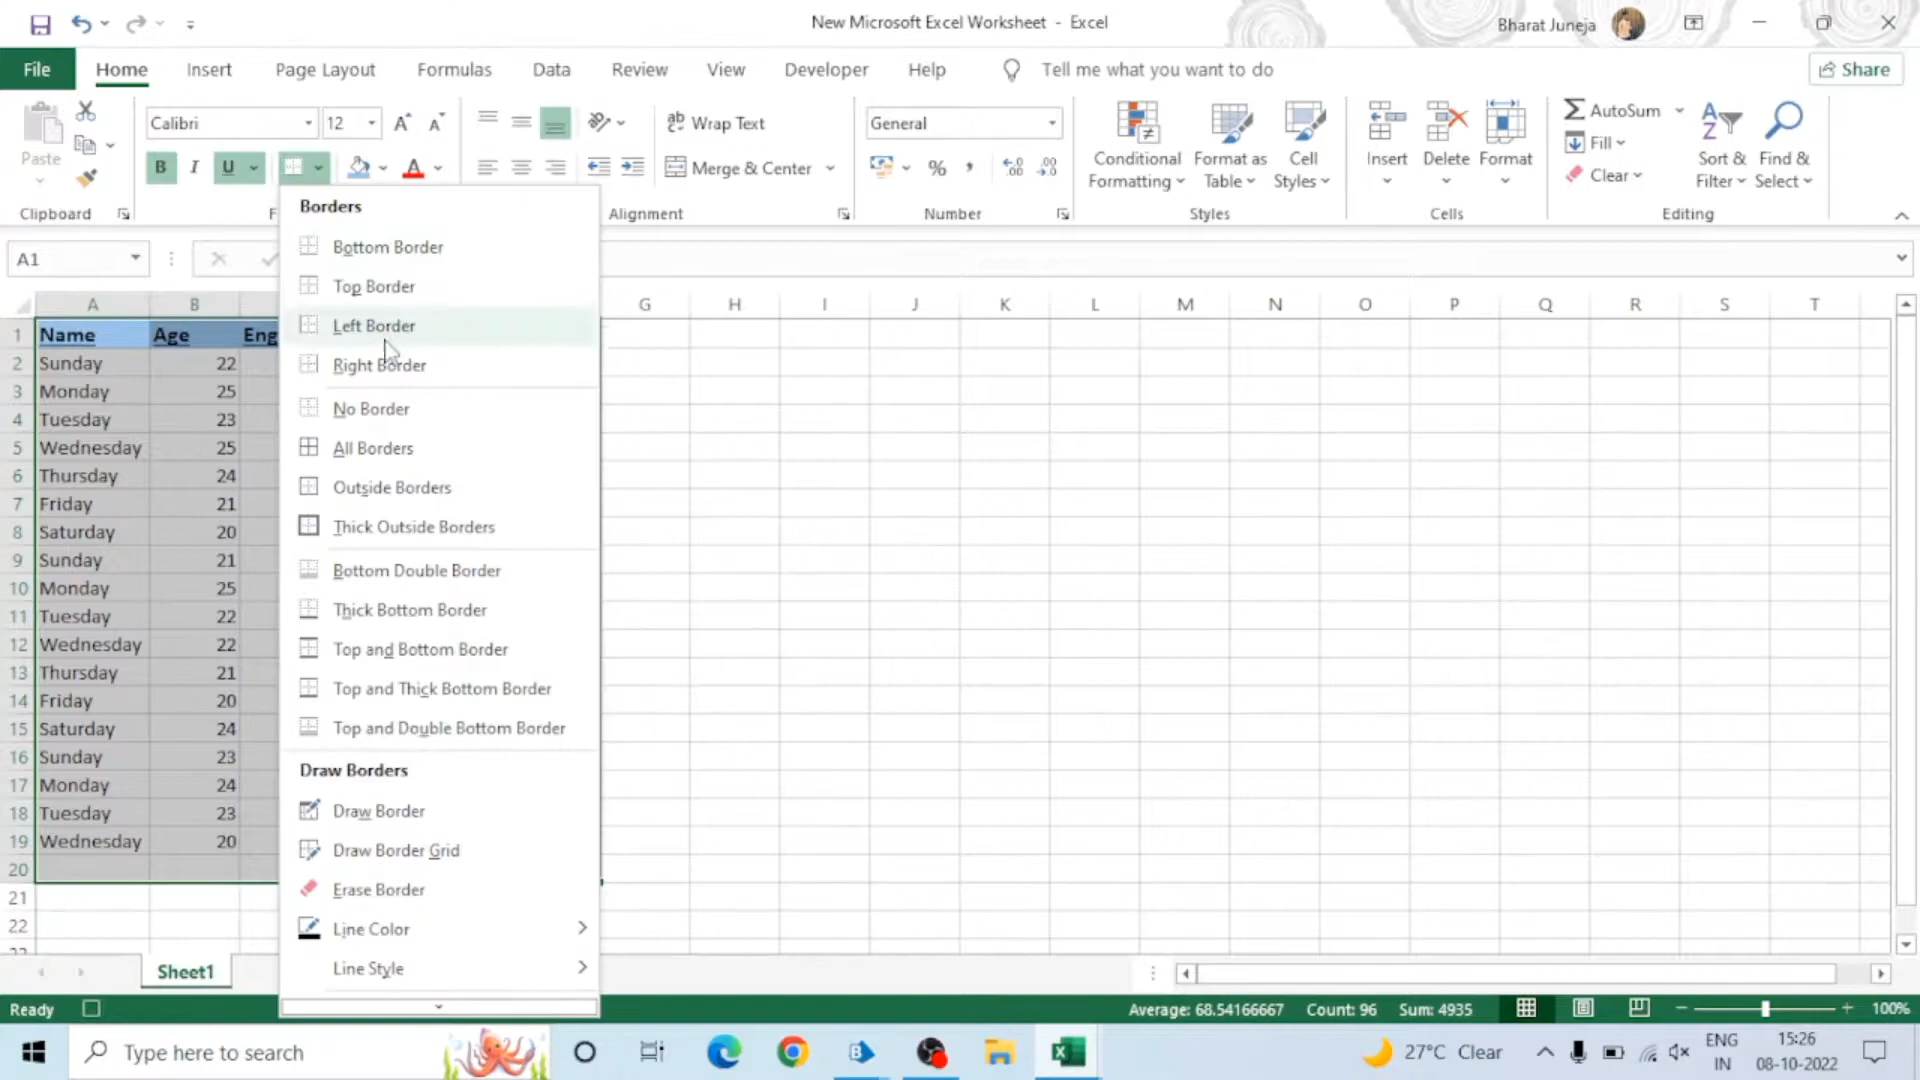 New Microsoft Excel Worksheet - Excel
Bharat Juneja
File Home Insert Page Layout Formulas Data Review View Developer Help Tell me what you want to do Share
Paste
Calibri 12
B I U
Wrap Text
Merge & Center
General
%
Conditional Formatting
Format as Table
Cell Styles
Insert Delete Format
AutoSum
Fill
Clear
Sort & Filter
Find & Select
Clipboard F Alignment Number Styles Cells Editing
A1
A B G H I J K L M N O P Q R S T
1 Name Age Eng
2 Sunday 22
3 Monday 25
4 Tuesday 23
5 Wednesday 25
6 Thursday 24
7 Friday 21
8 Saturday 20
9 Sunday 21
10 Monday 25
11 Tuesday 22
12 Wednesday 22
13 Thursday 21
14 Friday 20
15 Saturday 24
16 Sunday 23
17 Monday 24
18 Tuesday 23
19 Wednesday 20
20
21
22
Borders
Bottom Border
Top Border
Left Border
Right Border
No Border
All Borders
Outside Borders
Thick Outside Borders
Bottom Double Border
Thick Bottom Border
Top and Bottom Border
Top and Thick Bottom Border
Top and Double Bottom Border
Draw Borders
Draw Border
Draw Border Grid
Erase Border
Line Color
Line Style
Sheet1
Ready
Average: 68.54166667 Count: 96 Sum: 4935 100%
Type here to search
27°C Clear
ENG
IN
15:26
08-10-2022